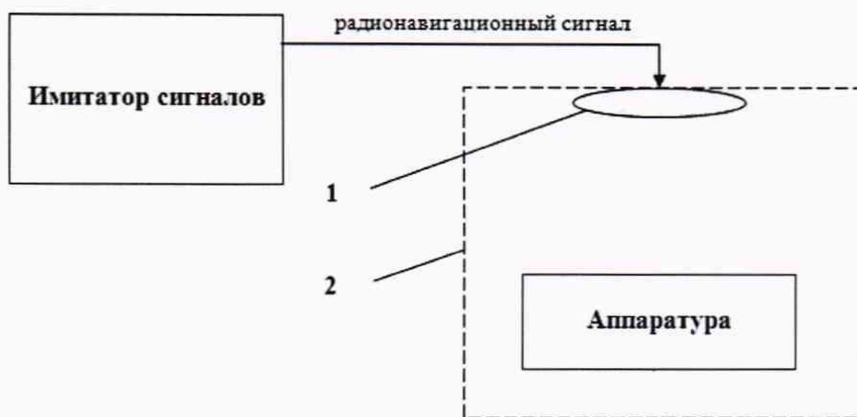 радионавигационный сигнал
Имитатор сигналов
1
2
Аппаратура